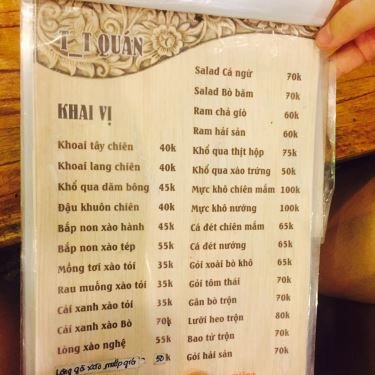 T_T QUÁN
KHAI VỊ
Khoai tây chiên 40k
Khoai lang chiên 40k
Khổ qua dăm bông 45k
Đậu khuôn chiên 40k
Bắp non xào hành 45k
Bắp non xào tép 55k
Mồng tơi xào tỏi 35k
Rau muống xào tỏi 35k
Cải xanh xào tỏi 35k
Cải xanh xào Bò 70k
Lòng xào nghệ 55k
50k
Salad Cá ngừ 70k
Salad Bò băm 70k
Ram chả giò 60k
Ram hải sản 60k
Khổ qua thịt hộp 75k
Khổ qua xào trứng 50k
Mực khô chiên mắm 100k
Mực khô nướng 100k
Cá đét chiên mắm 65k
Cá đét nướng 65k
Gỏi xoài bò khô 65k
Gỏi tôm thái 70k
Gân bò trộn 70k
Lưỡi heo trộn 80k
Bao tử trộn 70k
Gỏi hải sản 80k